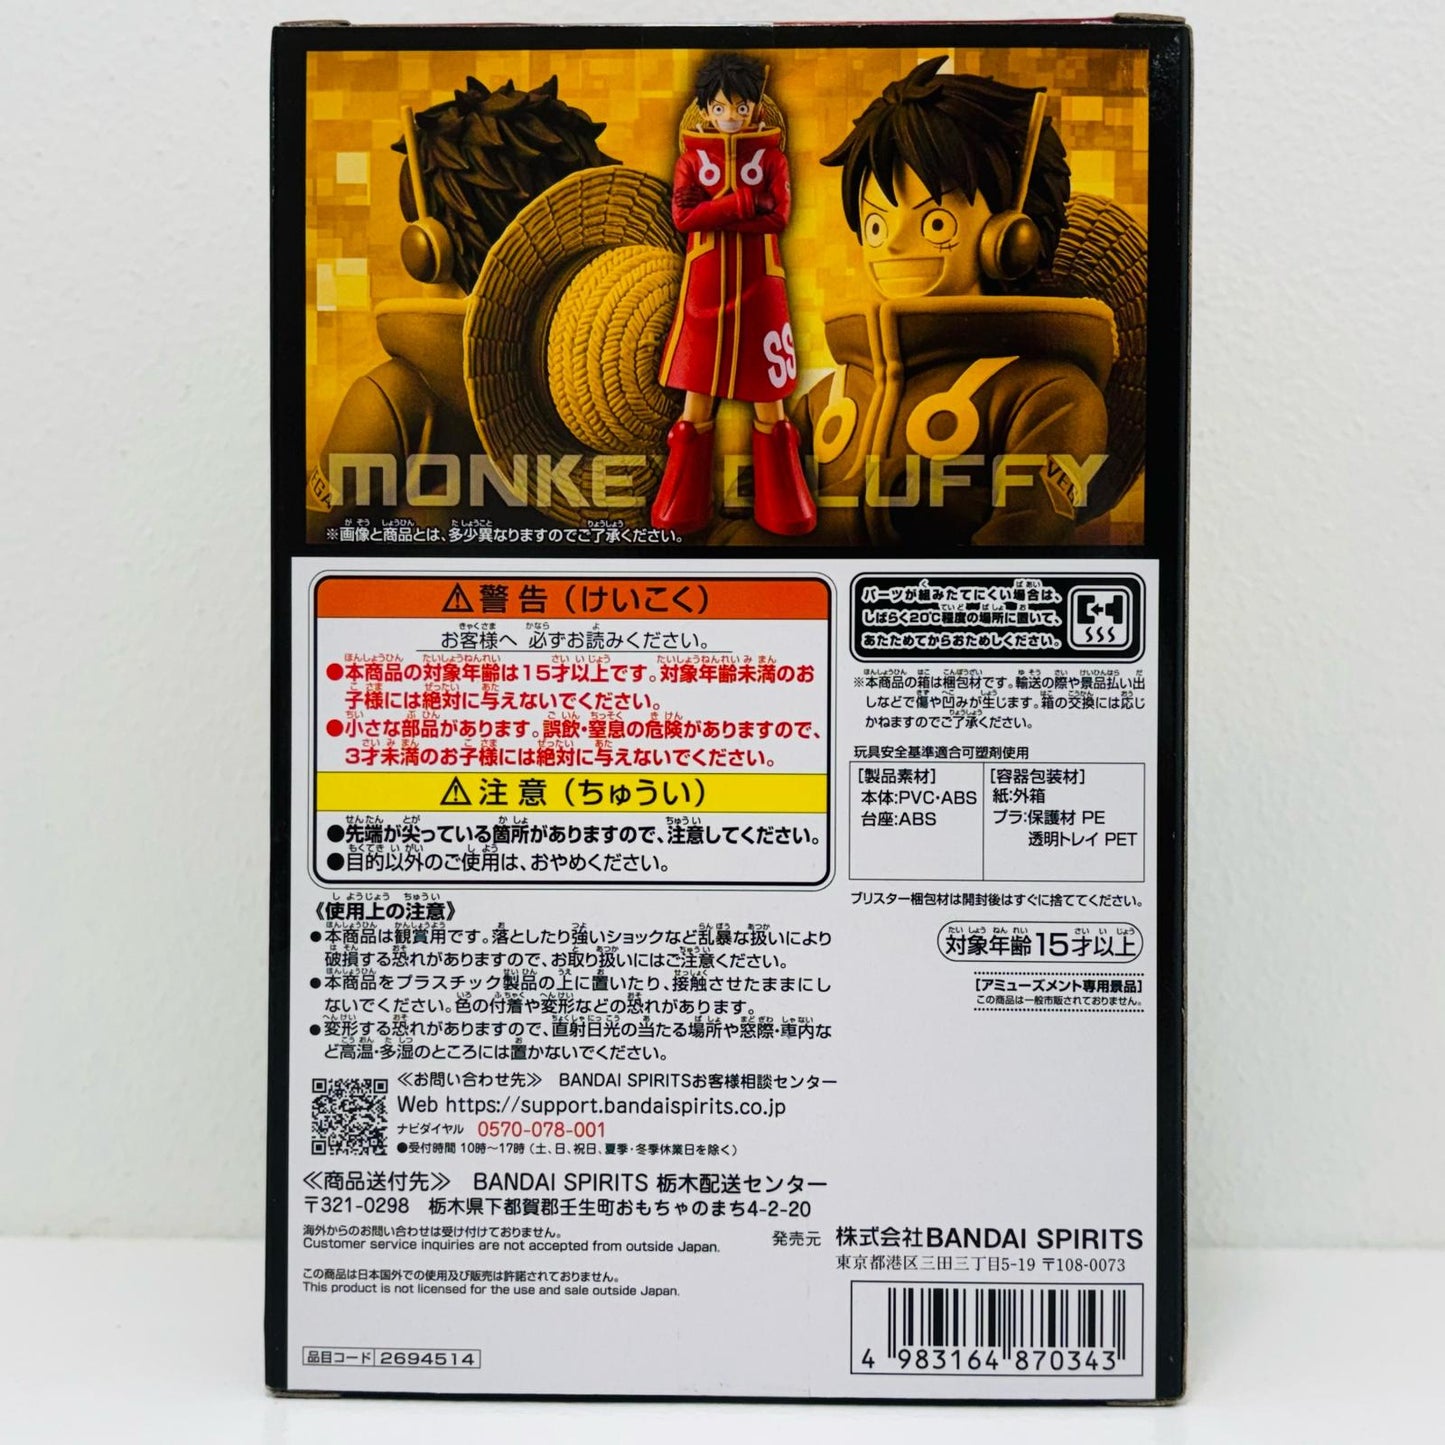 MONKEY D LUFFY
※画像と商品とは、多少異なりますのでご了承ください。
⚠警告（けいこく）
お客様へ 必ずお読みください。
●本商品の対象年齢は15才以上です。対象年齢未満のお
子様には絶対に与えないでください。
●小さな部品があります。誤飲・窒息の危険がありますので、
3才未満のお子様には絶対に与えないでください。
⚠注意（ちゅうい）
●先端が尖っている箇所がありますので、注意してください。
●目的以外のご使用は、おやめください。
《使用上の注意》
●本商品は観賞用です。落としたり強いショックなど乱暴な扱いにより
破損する恐れがありますので、お取り扱いにはご注意ください。
●本商品をプラスチック製品の上に置いたり、接触させたままにし
ないでください。色の付着や変形などの恐れがあります。
●変形する恐れがありますので、直射日光の当たる場所や窓際・車内な
ど高温・多湿のところには置かないでください。
≪お問い合わせ先≫ BANDAI SPIRITSお客様相談センター
Web https://support.bandaispirits.co.jp
ナビダイヤル 0570-078-001
●受付時間 10時〜17時（土、日、祝日、夏季・冬季休業日を除く）
≪商品送付先≫ BANDAI SPIRITS 栃木配送センター
〒321-0298 栃木県下都賀郡壬生町おもちゃのまち4-2-20
海外からのお問い合わせは受け付けておりません。
Customer service inquiries are not accepted from outside Japan.
この商品は日本国外での使用及び販売は許諾されておりません。
This product is not licensed for the use and sale outside Japan.
品目コード 2694514
パーツが組みたてにくい場合は、
しばらく20℃程度の場所に置いて、
あたためてからおためしください。
※本商品の箱は梱包材です。輸送の際や景品払い出
しなどで傷や凹みが生じます。箱の交換には応じ
かねますのでご了承ください。
玩具安全基準適合可塑剤使用
[製品素材]
本体:PVC・ABS
台座:ABS
[容器包装材]
紙:外箱
プラ:保護材 PE
透明トレイ PET
ブリスター梱包材は開封後はすぐに捨ててください。
対象年齢15才以上
[アミューズメント専用景品]
この商品は一般市販されておりません。
発売元 株式会社BANDAI SPIRITS
東京都港区三田三丁目5-19 〒108-0073
4 983164 870343